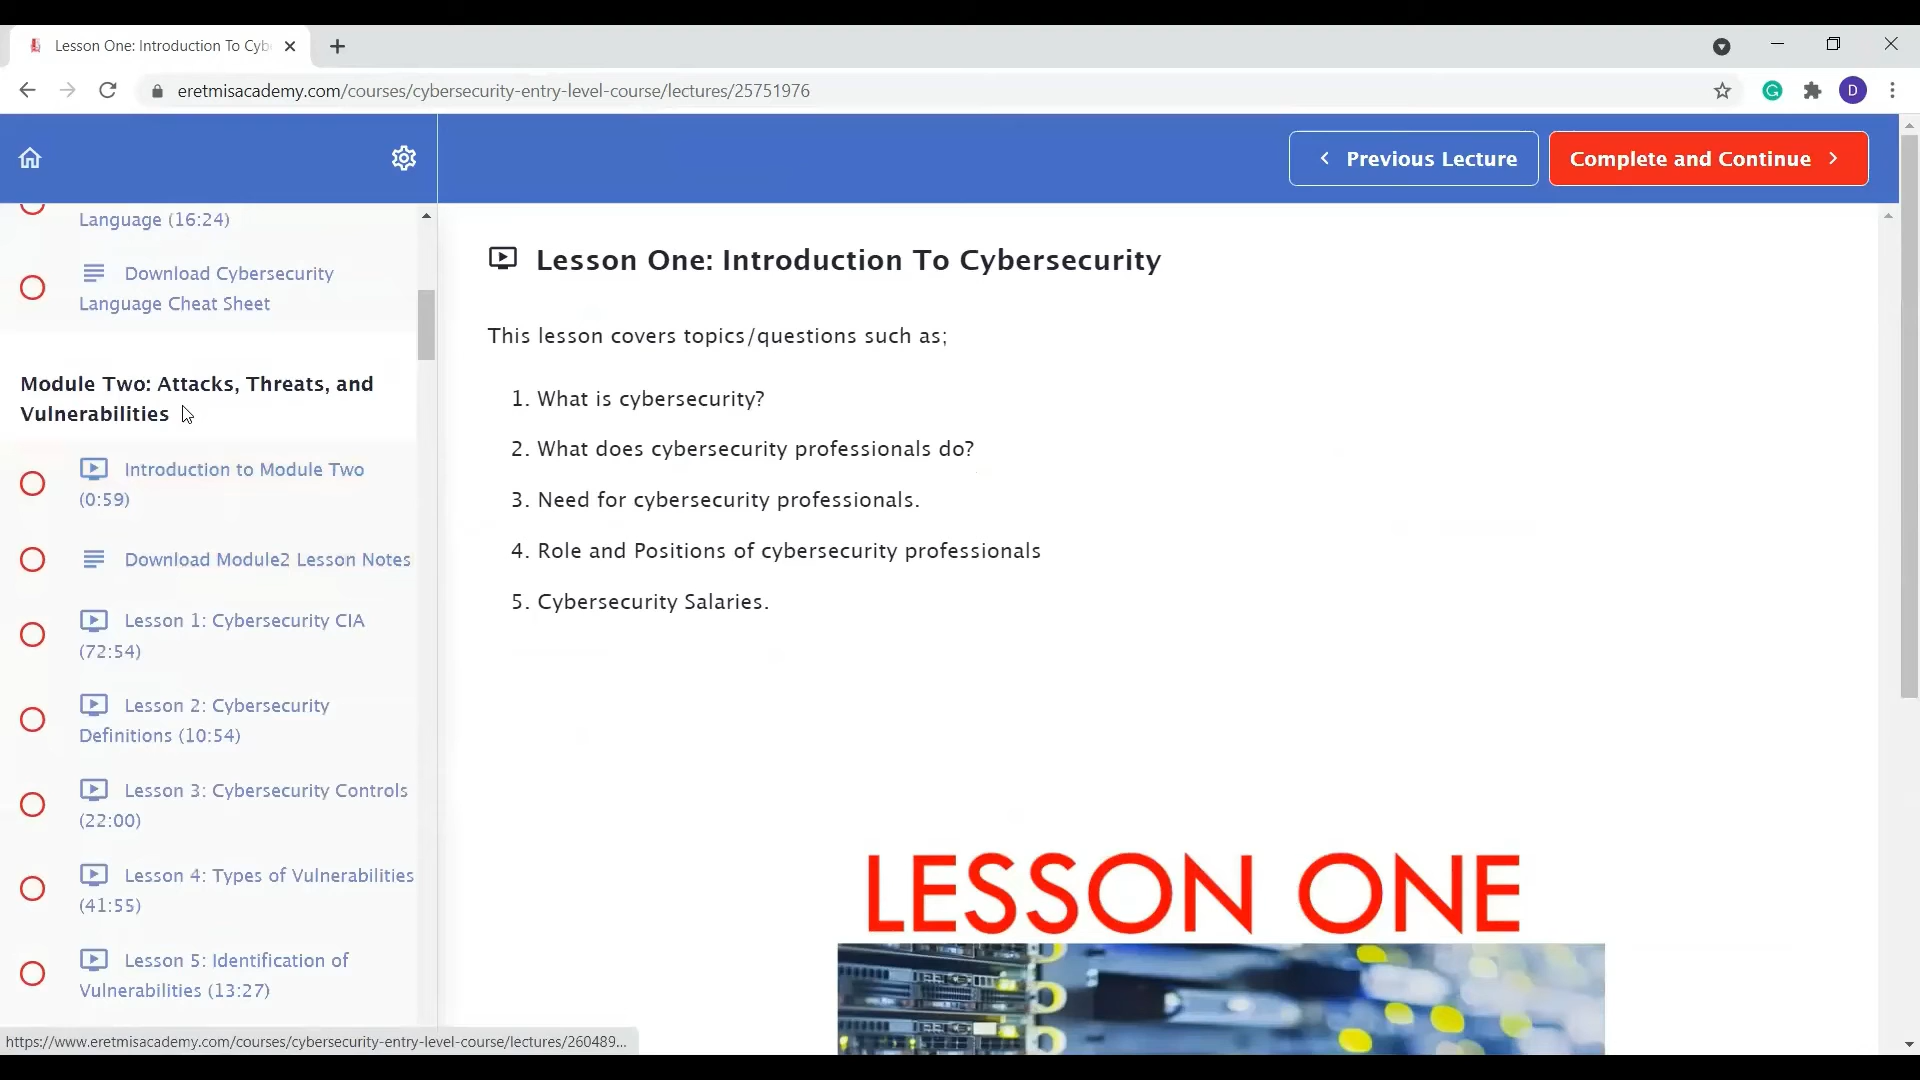 Lesson One: Introduction To Cyb
eretmisacademy.com/courses/cybersecurity-entry-level-course/lectures/25751976
D
Previous Lecture
Complete and Continue
Language (16:24)
Download Cybersecurity
Language Cheat Sheet
Module Two: Attacks, Threats, and
Vulnerabilities
Introduction to Module Two
(0:59)
Download Module2 Lesson Notes
Lesson 1: Cybersecurity CIA
(72:54)
Lesson 2: Cybersecurity
Definitions (10:54)
Lesson 3: Cybersecurity Controls
(22:00)
Lesson 4: Types of Vulnerabilities
(41:55)
Lesson 5: Identification of
Vulnerabilities (13:27)
https://www.eretmisacademy.com/courses/cybersecurity-entry-level-course/lectures/260489...
Lesson One: Introduction To Cybersecurity
This lesson covers topics/questions such as;
1. What is cybersecurity?
2. What does cybersecurity professionals do?
3. Need for cybersecurity professionals.
4. Role and Positions of cybersecurity professionals
5. Cybersecurity Salaries.
LESSON ONE